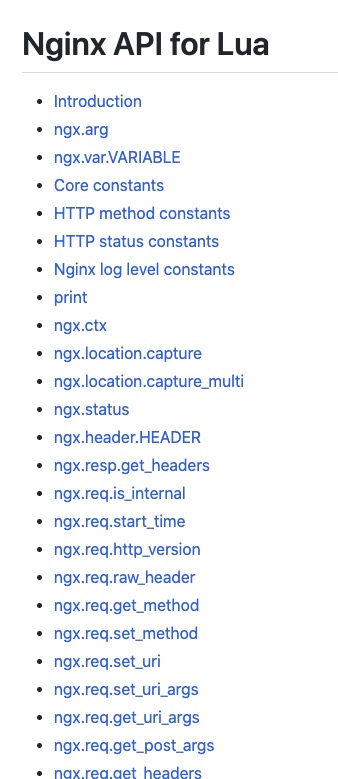 Nginx API for Lua
Introduction
ngx.arg
ngx.var.VARIABLE
Core constants
HTTP method constants
HTTP status constants
Nginx log level constants
print
ngx.ctx
ngx.location.capture
ngx.location.capture_multi
ngx.status
ngx.header.HEADER
ngx.resp.get_headers
ngx.req.is_internal
ngx.req.start_time
ngx.req.http_version
ngx.req.raw_header
ngx.req.get_method
ngx.req.set_method
ngx.req.set_uri
ngx.req.set_uri_args
ngx.req.get_uri_args
ngx.req.get_post_args
ngx.req.get_headers